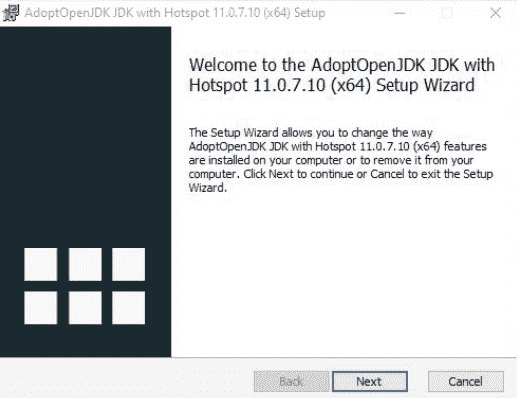 AdoptOpenJDK JDK with Hotspot 11.0.7.10 (x64) Setup
Welcome to the AdoptOpenJDK JDK with
Hotspot 11.0.7.10 (x64) Setup Wizard
The Setup Wizard allows you to change the way
AdoptOpenJDK JDK with Hotspot 11.0.7.10 (x64) features
are installed on your computer or to remove it from your
computer. Click Next to continue or Cancel to exit the Setup
Wizard.
Back Next Cancel